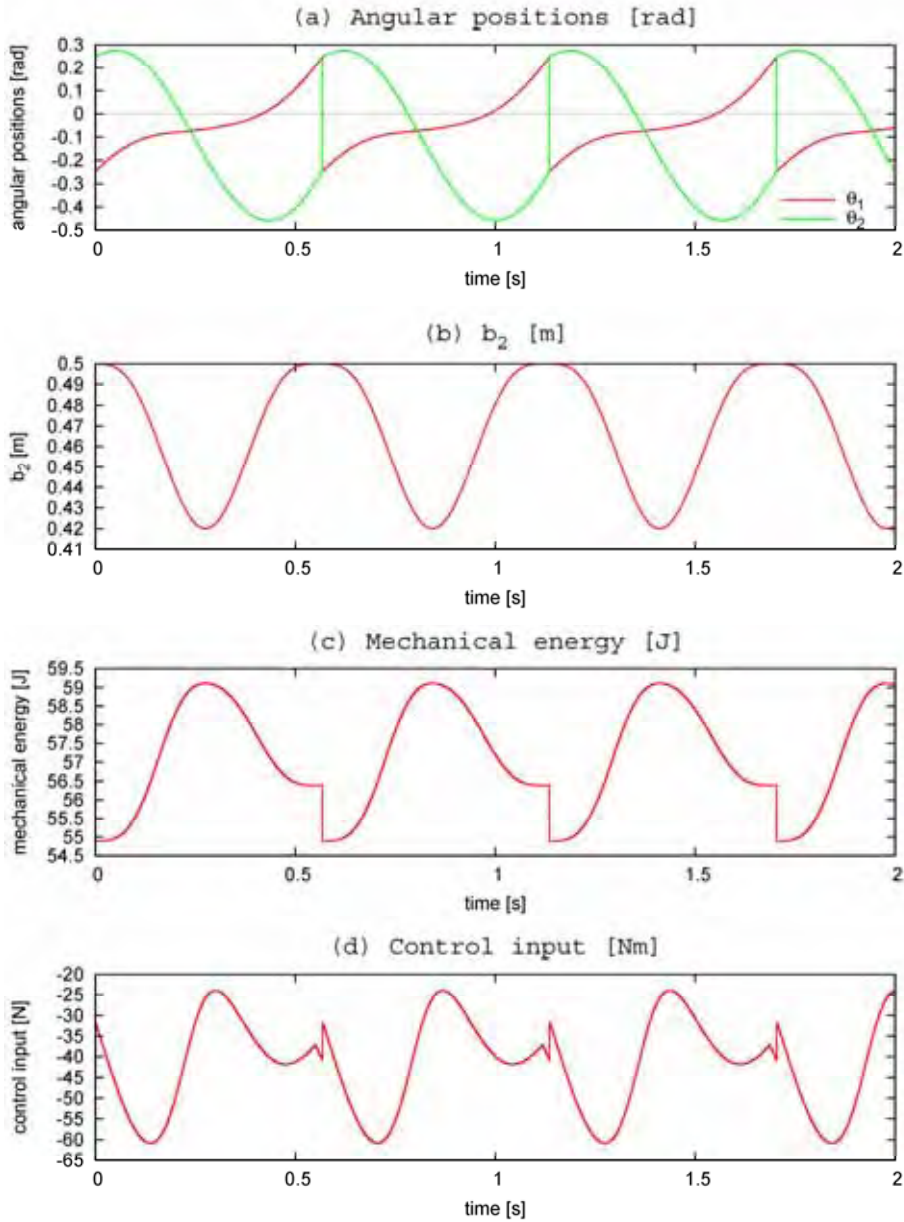 (a) Angular positions [rad]
angular positions [rad]
0.3
0.2
0.1
0
-0.1
-0.2
-0.3
-0.4
-0.5
θ1
θ2
0 0.5 1 1.5 2
time [s]
(b) b2 [m]
b2 [m]
0.5
0.49
0.48
0.47
0.46
0.45
0.44
0.43
0.42
0.41
0 0.5 1 1.5 2
time [s]
(c) Mechanical energy [J]
mechanical energy [J]
59.5
59
58.5
58
57.5
57
56.5
56
55.5
55
54.5
0 0.5 1 1.5 2
time [s]
(d) Control input [Nm]
control input [N]
-20
-25
-30
-35
-40
-45
-50
-55
-60
-65
0 0.5 1 1.5 2
time [s]